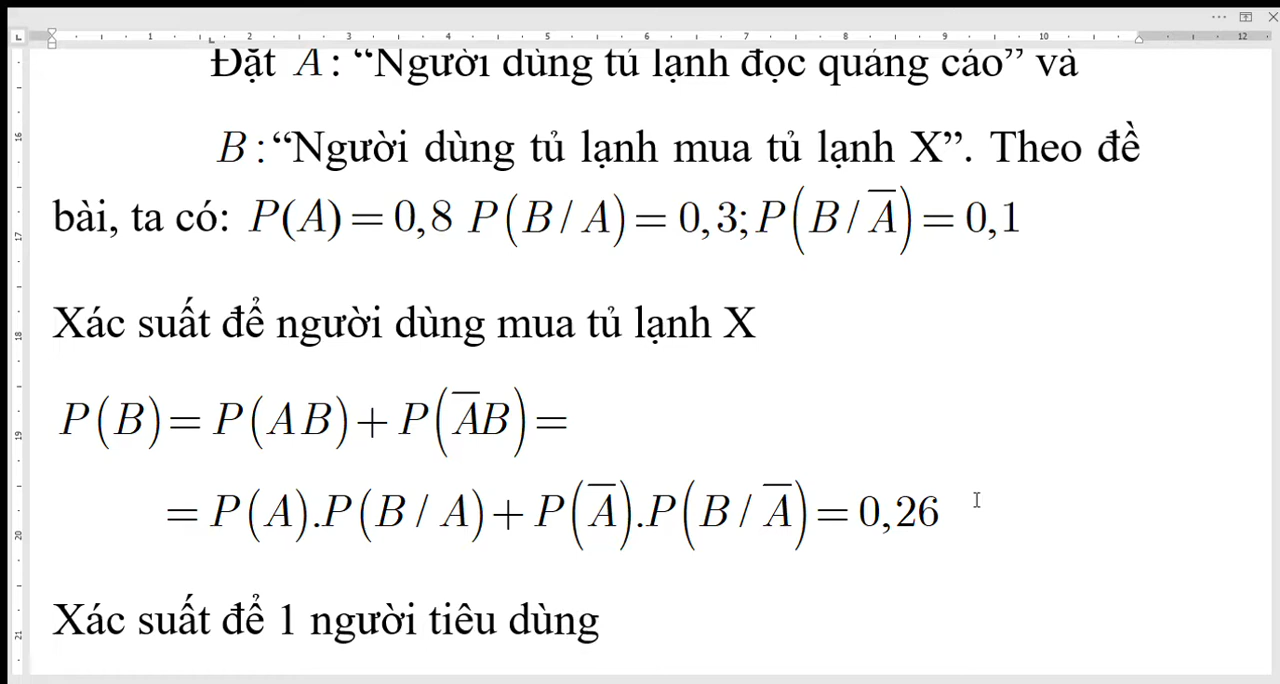 Đặt A : “Người dùng tủ lạnh đọc quảng cáo” và
B : “Người dùng tủ lạnh mua tủ lạnh X”. Theo đề
bài, ta có: P(A) = 0,8 P(B / A) = 0,3; P(B / A̅) = 0,1
Xác suất để người dùng mua tủ lạnh X
P(B) = P(AB) + P(A̅B) =
= P(A).P(B / A) + P(A̅).P(B / A̅) = 0,26
Xác suất để 1 người tiêu dùng